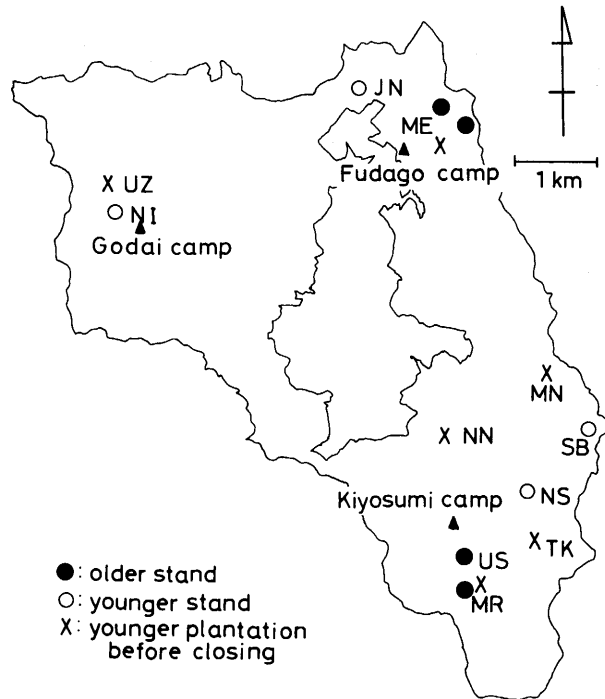 JN
ME
Fudago camp
1 km
X UZ
NI
Godai camp
X
MN
X NN
SB
NS
Kiyosumi camp
X TK
US
X
MR
●: older stand
○: younger stand
X: younger plantation
before closing